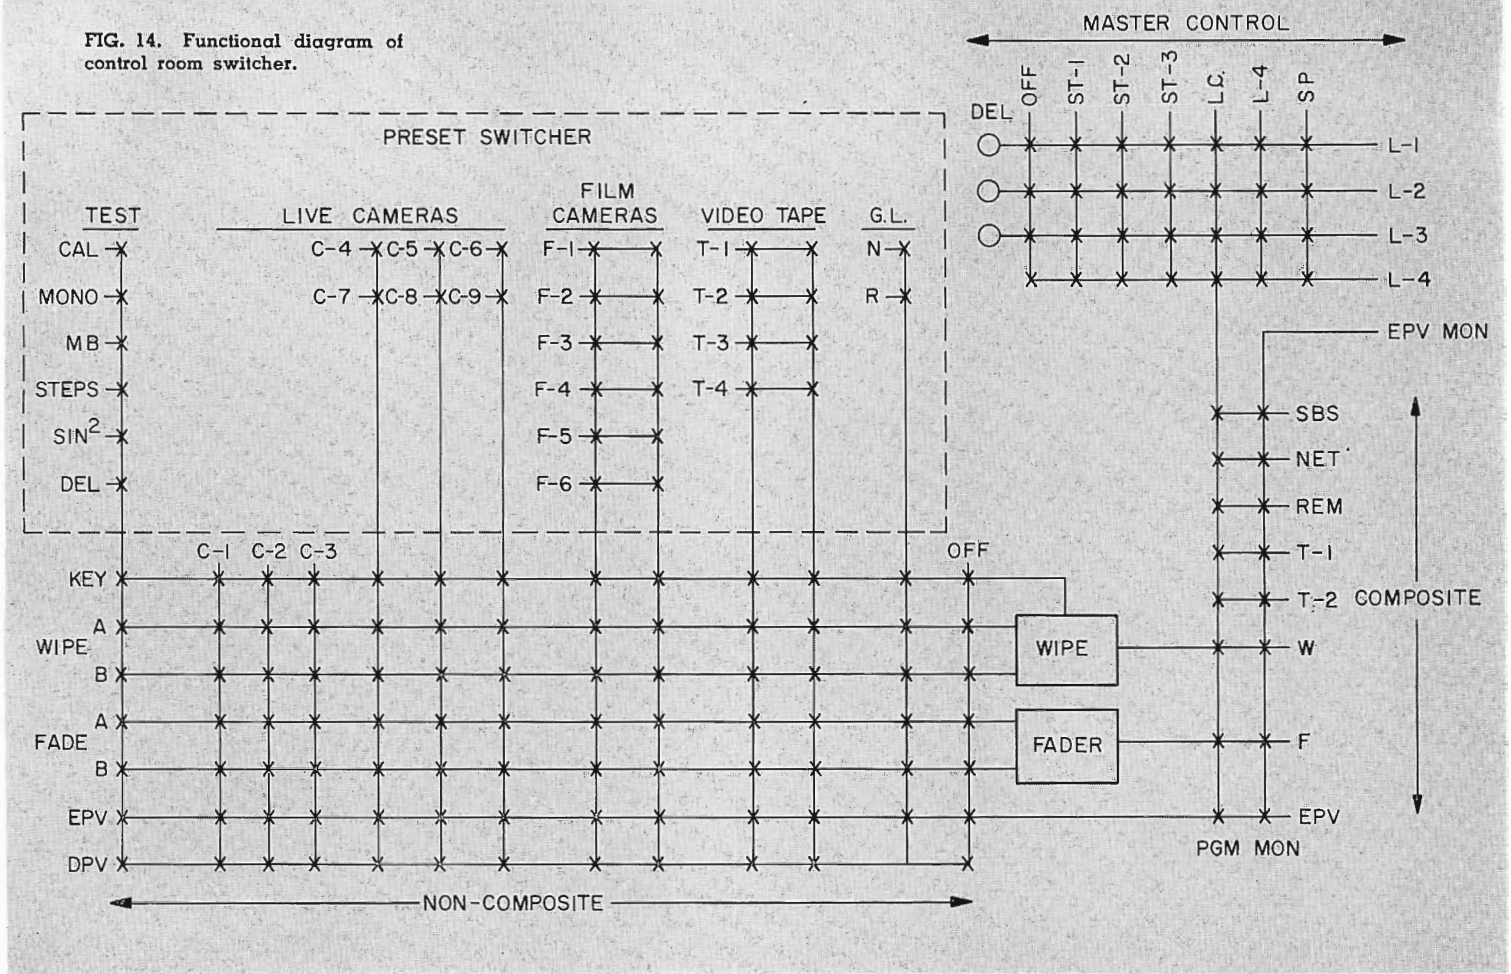 FIG. 14. Functional diagram of
control room switcher.
MASTER CONTROL
DEL
OFF
ST-1
ST-2
ST-3
L.C.
L-4
SP
L-1
L-2
L-3
L-4
PRESET SWITCHER
TEST
LIVE CAMERAS
FILM
CAMERAS
VIDEO TAPE
G.L.
CAL
C-4
C-5
C-6
F-1
T-1
N
MONO
C-7
C-8
C-9
F-2
T-2
R
MB
F-3
T-3
STEPS
F-4
T-4
SIN2
F-5
DEL
F-6
EPV MON
SBS
NET
REM
T-1
T-2
COMPOSITE
W
F
EPV
PGM MON
C-1
C-2
C-3
OFF
KEY
A
WIPE
B
WIPE
A
FADE
B
FADER
EPV
DPV
NON-COMPOSITE